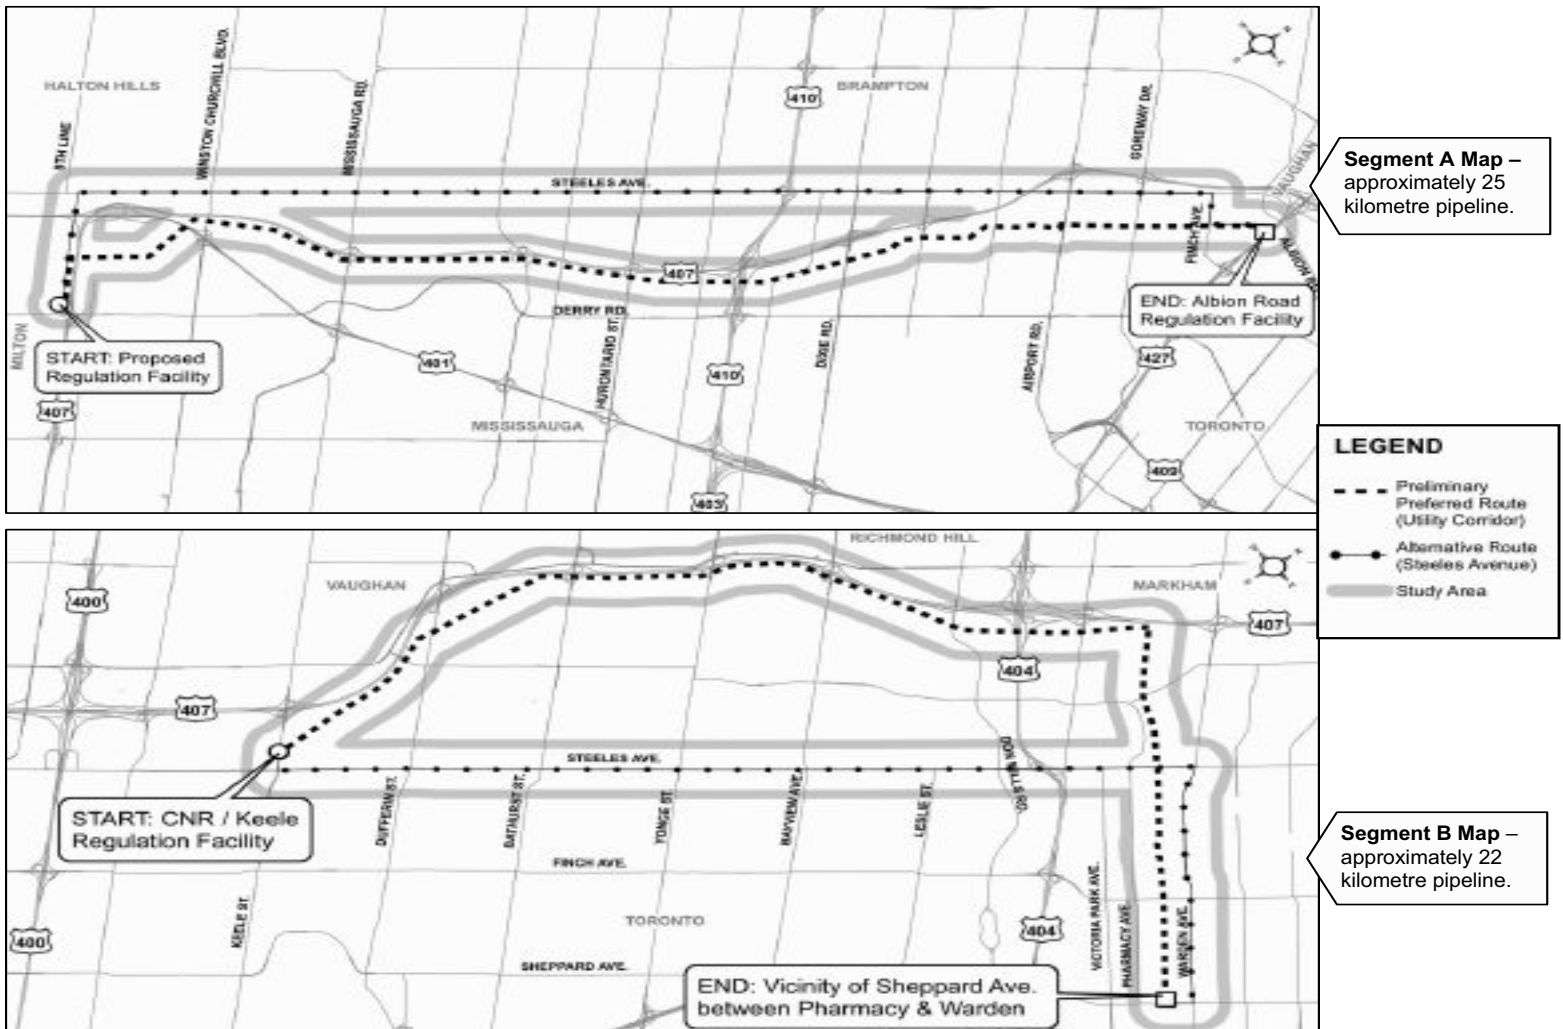 HALTON HILLS
9TH LINE
WINSTON CHURCHILL BLVD.
MISSISSAUGA RD.
410
BRAMPTON
GOREWAY DR.
VAUGHAN
STEELES AVE.
FINCH AVE.
ALBION RD.
407
DERRY RD.
END: Albion Road
Regulation Facility
MILTON
START: Proposed
Regulation Facility
401
HURONTARIO ST.
410
DIXIE RD.
AIRPORT RD.
427
407
MISSISSAUGA
TORONTO
409
403
Segment A Map –
approximately 25
kilometre pipeline.
LEGEND
Preliminary
Preferred Route
(Utility Corridor)
Alternative Route
(Steeles Avenue)
Study Area
RICHMOND HILL
VAUGHAN
MARKHAM
400
407
404
407
STEELES AVE.
DON MILLS RD
START: CNR / Keele
Regulation Facility
DUFFERIN ST.
BATHURST ST.
YONGE ST.
BAYVIEW AVE.
LESLIE ST.
FINCH AVE.
VICTORIA PARK AVE.
PHARMACY AVE.
WARDEN AVE.
KEELE ST.
TORONTO
400
404
SHEPPARD AVE.
END: Vicinity of Sheppard Ave.
between Pharmacy & Warden
Segment B Map –
approximately 22
kilometre pipeline.